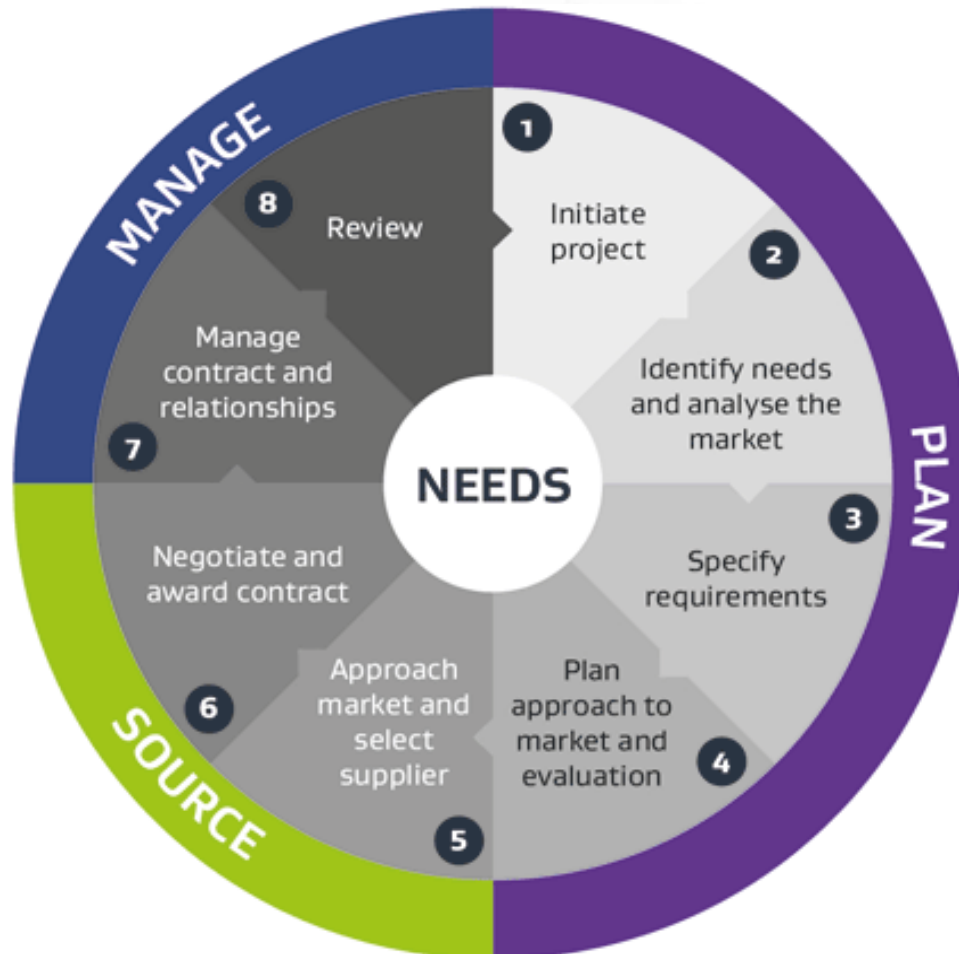 MANAGE
PLAN
SOURCE
NEEDS
1
Initiate
project
2
Identify needs
and analyse the
market
3
Specify
requirements
4
Plan
approach to
market and
evaluation
5
Approach
market and
select
supplier
6
Negotiate and
award contract
7
Manage
contract and
relationships
8
Review